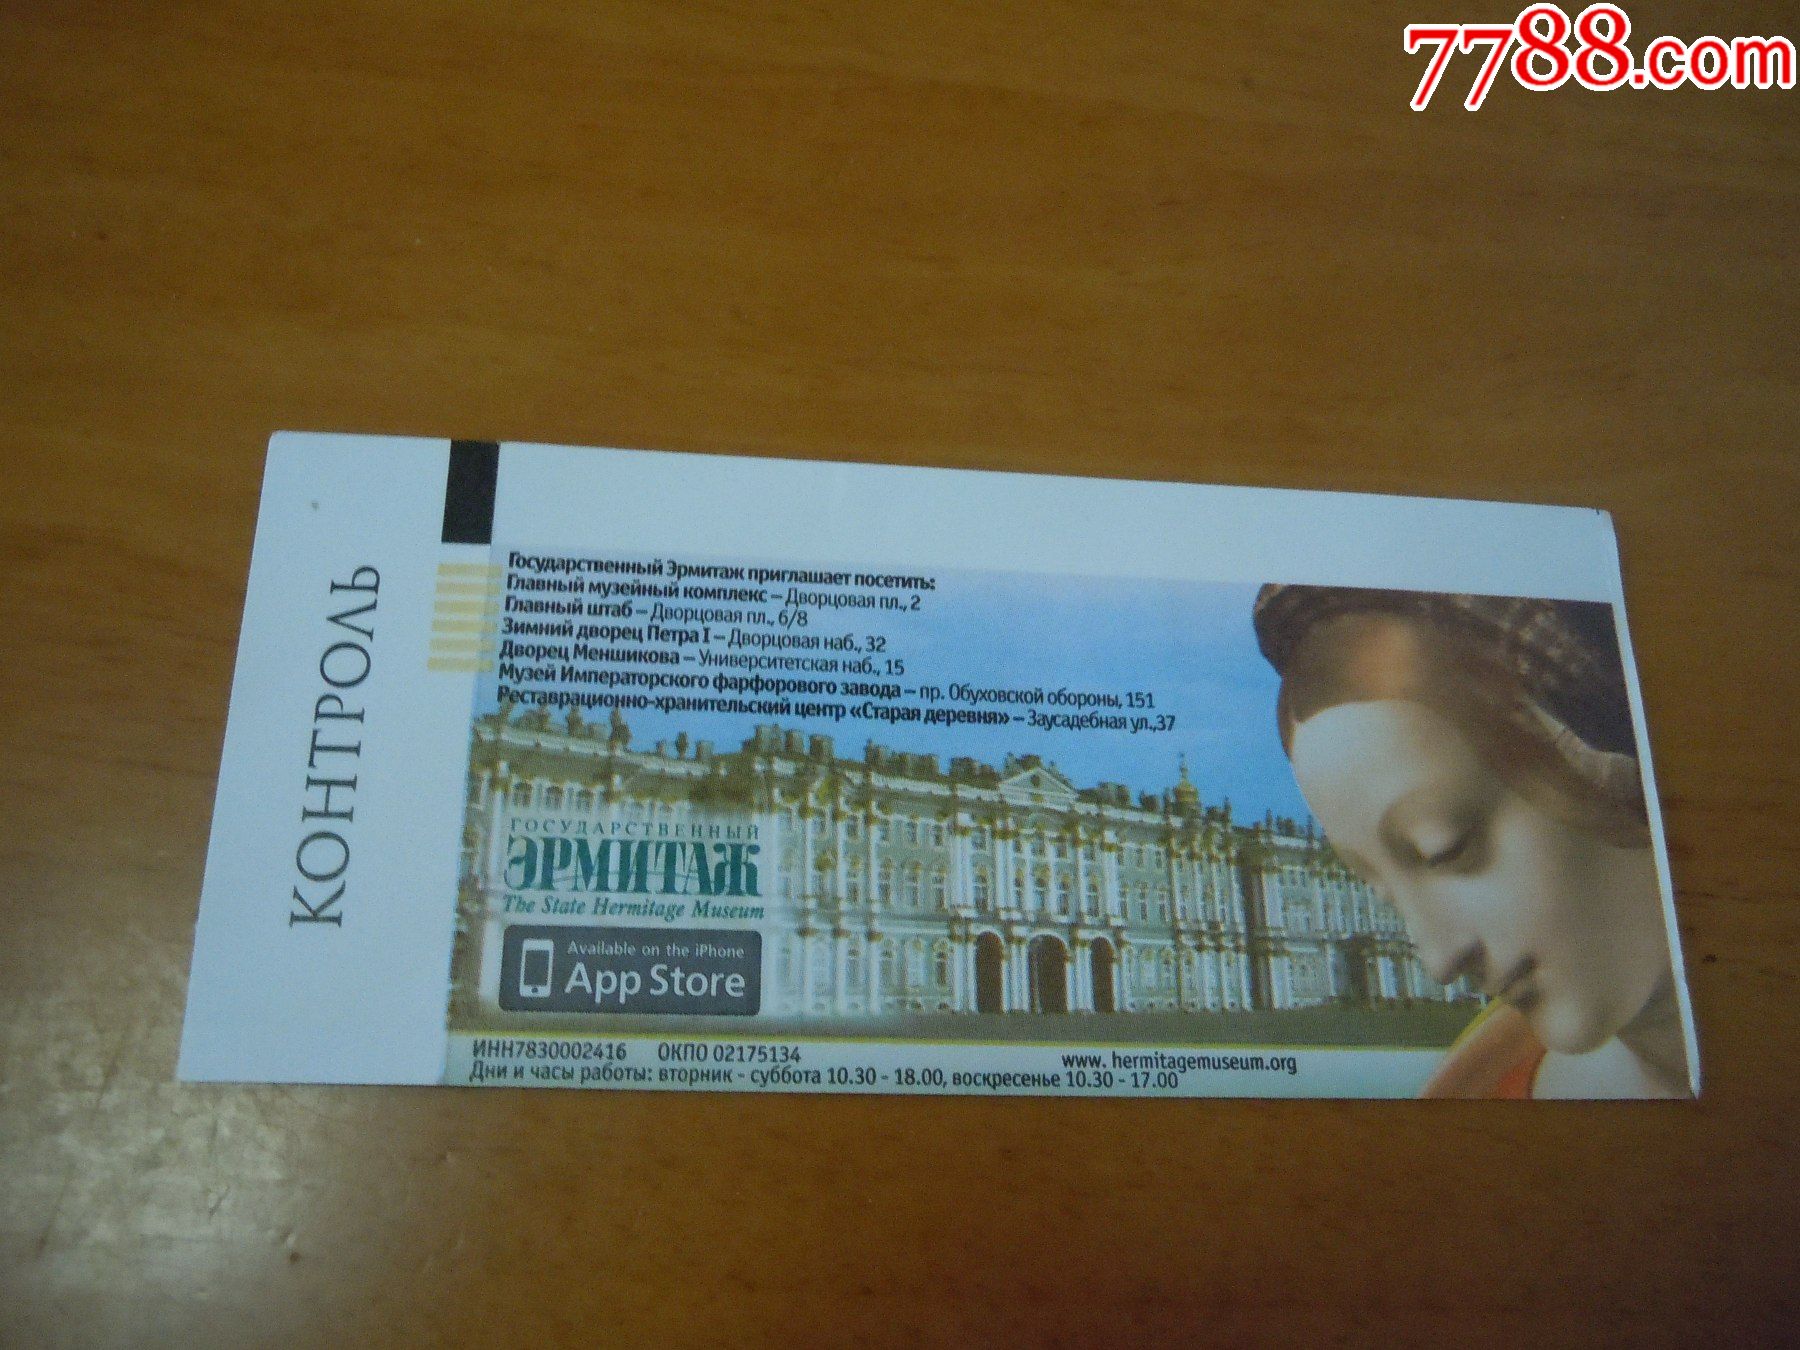 7788.com
КОНТРОЛЬ
Государственный Эрмитаж приглашает посетить:
Главный музейный комплекс – Дворцовая пл., 2
Главный штаб – Дворцовая пл., 6/8
Зимний дворец Петра I – Дворцовая наб., 32
Дворец Меншикова – Университетская наб., 15
Музей Императорского фарфорового завода – пр. Обуховской обороны, 151
Реставрационно-хранительский центр «Старая деревня» – Заусадебная ул.,37
ГОСУДАРСТВЕННЫЙ
ЭРМИТАЖ
The State Hermitage Museum
Available on the iPhone
App Store
ИНН7830002416 ОКПО 02175134 www. hermitagemuseum.org
Дни и часы работы: вторник - суббота 10.30 - 18.00, воскресенье 10.30 - 17.00